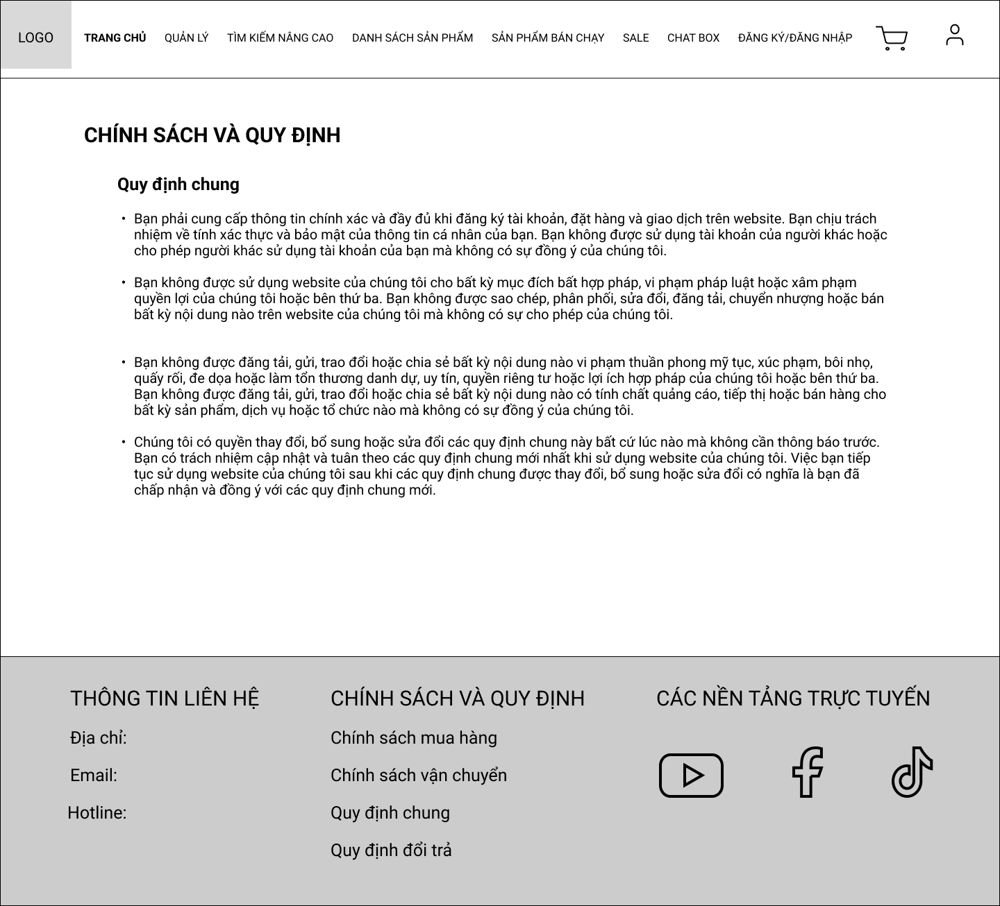 LOGO
TRANG CHỦ QUẢN LÝ TÌM KIẾM NÂNG CAO DANH SÁCH SẢN PHẨM SẢN PHẨM BÁN CHẠY SALE CHAT BOX ĐĂNG KÝ/ĐĂNG NHẬP
CHÍNH SÁCH VÀ QUY ĐỊNH
Quy định chung
• Bạn phải cung cấp thông tin chính xác và đầy đủ khi đăng ký tài khoản, đặt hàng và giao dịch trên website. Bạn chịu trách
nhiệm về tính xác thực và bảo mật của thông tin cá nhân của bạn. Bạn không được sử dụng tài khoản của người khác hoặc
cho phép người khác sử dụng tài khoản của bạn mà không có sự đồng ý của chúng tôi.
• Bạn không được sử dụng website của chúng tôi cho bất kỳ mục đích bất hợp pháp, vi phạm pháp luật hoặc xâm phạm
quyền lợi của chúng tôi hoặc bên thứ ba. Bạn không được sao chép, phân phối, sửa đổi, đăng tải, chuyển nhượng hoặc bán
bất kỳ nội dung nào trên website của chúng tôi mà không có sự cho phép của chúng tôi.
• Bạn không được đăng tải, gửi, trao đổi hoặc chia sẻ bất kỳ nội dung nào vi phạm thuần phong mỹ tục, xúc phạm, bôi nhọ,
quấy rối, đe dọa hoặc làm tổn thương danh dự, uy tín, quyền riêng tư hoặc lợi ích hợp pháp của chúng tôi hoặc bên thứ ba.
Bạn không được đăng tải, gửi, trao đổi hoặc chia sẻ bất kỳ nội dung nào có tính chất quảng cáo, tiếp thị hoặc bán hàng cho
bất kỳ sản phẩm, dịch vụ hoặc tổ chức nào mà không có sự đồng ý của chúng tôi.
• Chúng tôi có quyền thay đổi, bổ sung hoặc sửa đổi các quy định chung này bất cứ lúc nào mà không cần thông báo trước.
Bạn có trách nhiệm cập nhật và tuân theo các quy định chung mới nhất khi sử dụng website của chúng tôi. Việc bạn tiếp
tục sử dụng website của chúng tôi sau khi các quy định chung được thay đổi, bổ sung hoặc sửa đổi có nghĩa là bạn đã
chấp nhận và đồng ý với các quy định chung mới.
THÔNG TIN LIÊN HỆ
Địa chỉ:
Email:
Hotline:
CHÍNH SÁCH VÀ QUY ĐỊNH
Chính sách mua hàng
Chính sách vận chuyển
Quy định chung
Quy định đổi trả
CÁC NỀN TẢNG TRỰC TUYẾN